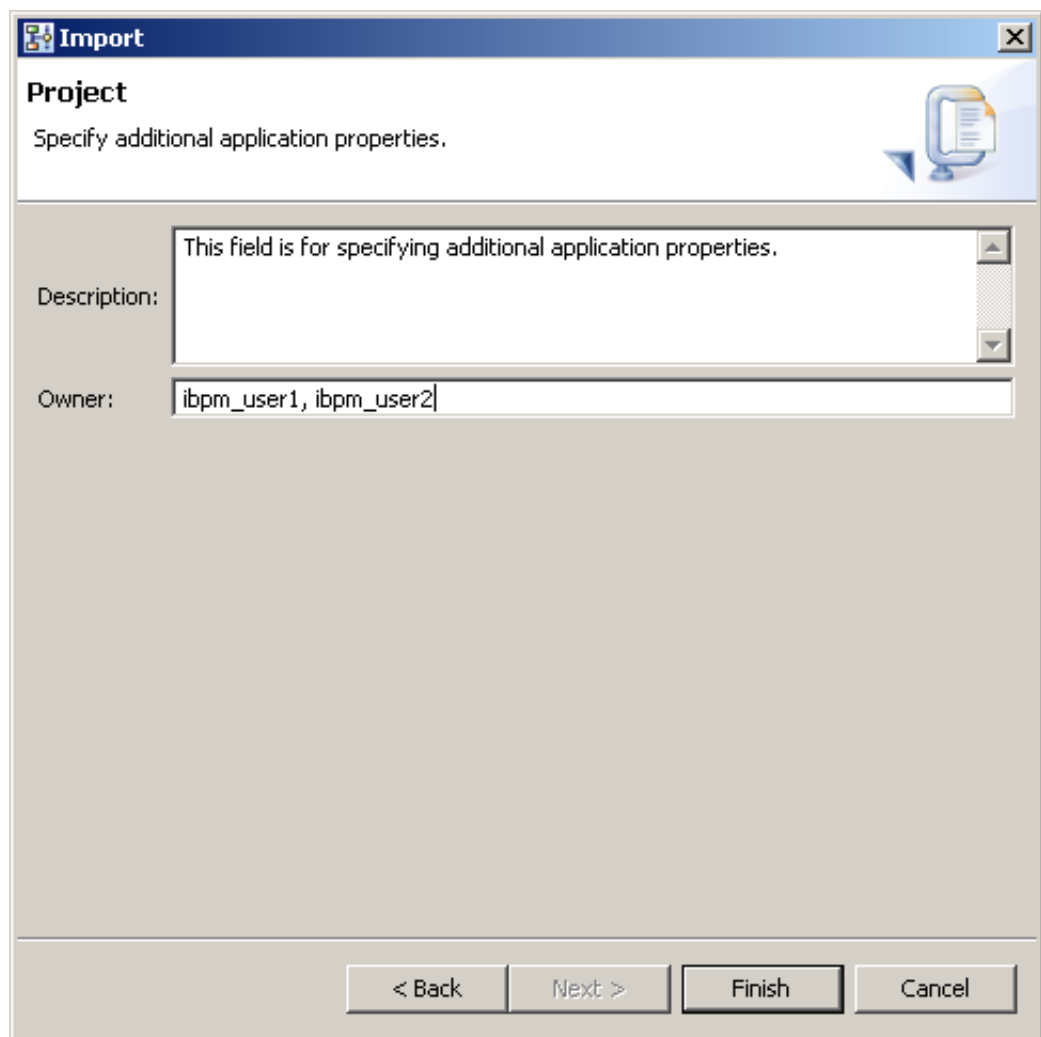 Import
Project
Specify additional application properties.
Description:
This field is for specifying additional application properties.
Owner:
ibpm_user1, ibpm_user2
< Back
Next >
Finish
Cancel